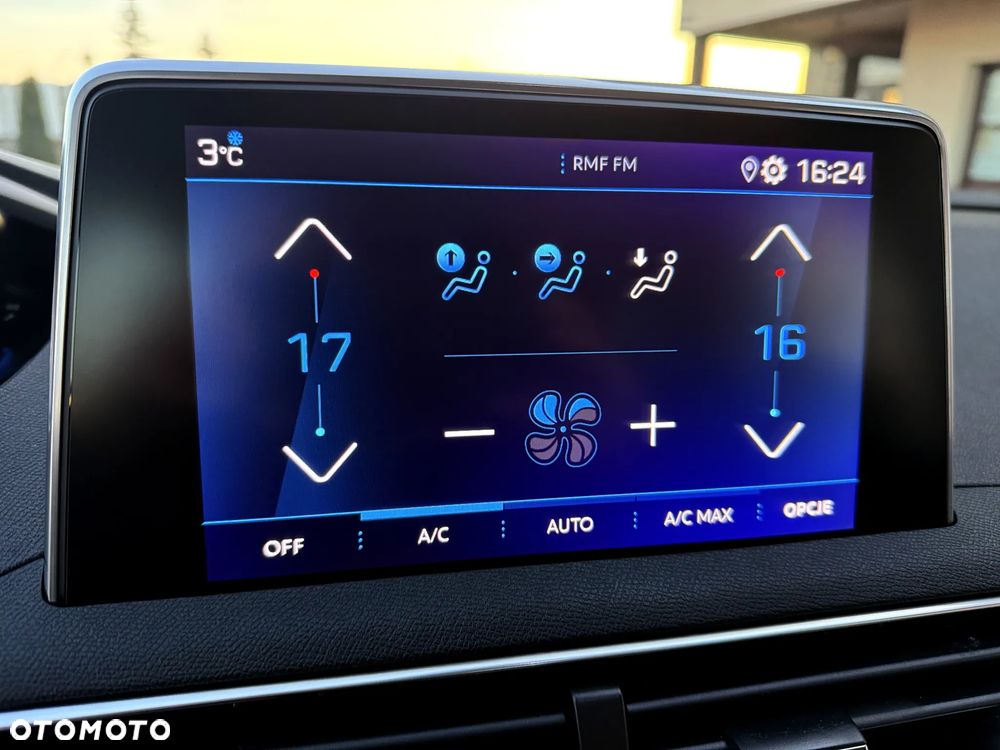 3°C
RMF FM
16:24
17
16
OFF
A/C
AUTO
A/C MAX
OPCJE
OTOMOTO